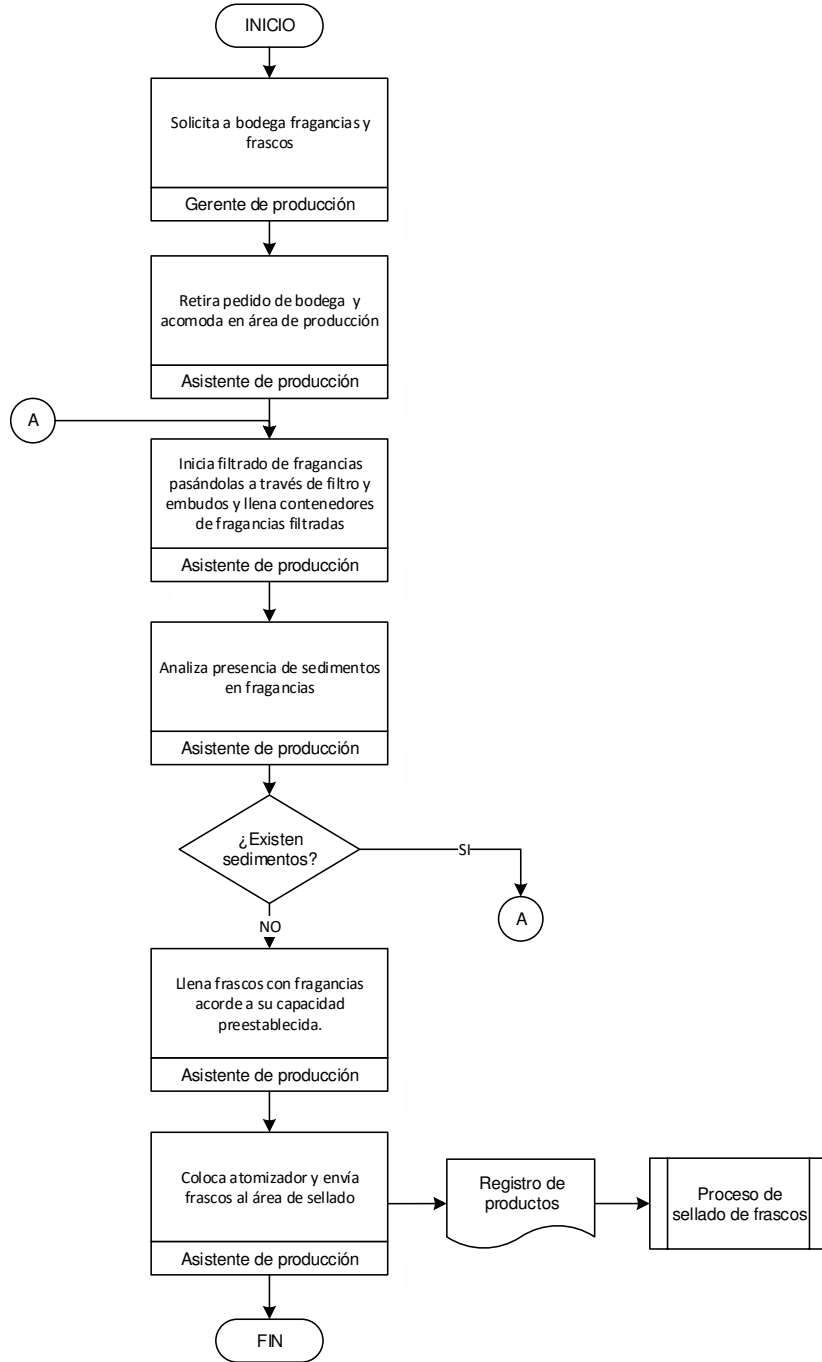 INICIO
Solicita a bodega fragancias y
frascos
Gerente de producción
Retira pedido de bodega y
acomoda en área de producción
Asistente de producción
A
Inicia filtrado de fragancias
pasándolas a través de filtro y
embudos y llena contenedores
de fragancias filtradas
Asistente de producción
Analiza presencia de sedimentos
en fragancias
Asistente de producción
¿Existen
sedimentos?
SI
A
NO
Llena frascos con fragancias
acorde a su capacidad
preestablecida.
Asistente de producción
Coloca atomizador y envía
frascos al área de sellado
Asistente de producción
Registro de
productos
Proceso de
sellado de frascos
FIN